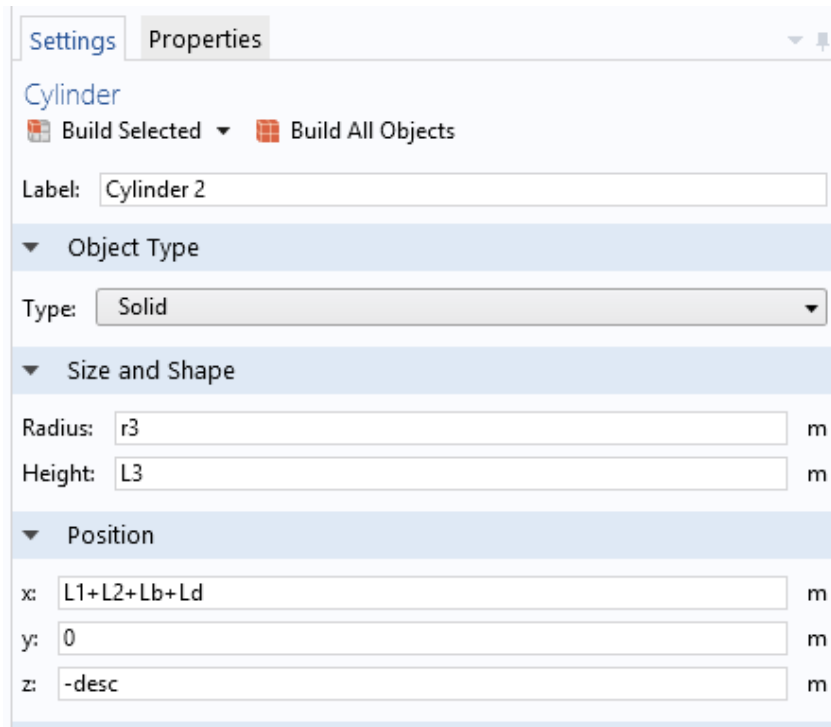 Settings Properties
Cylinder
Build Selected Build All Objects
Label: Cylinder 2
Object Type
Type: Solid
Size and Shape
Radius: r3 m
Height: L3 m
Position
x: L1+L2+Lb+Ld m
y: 0 m
z: -desc m